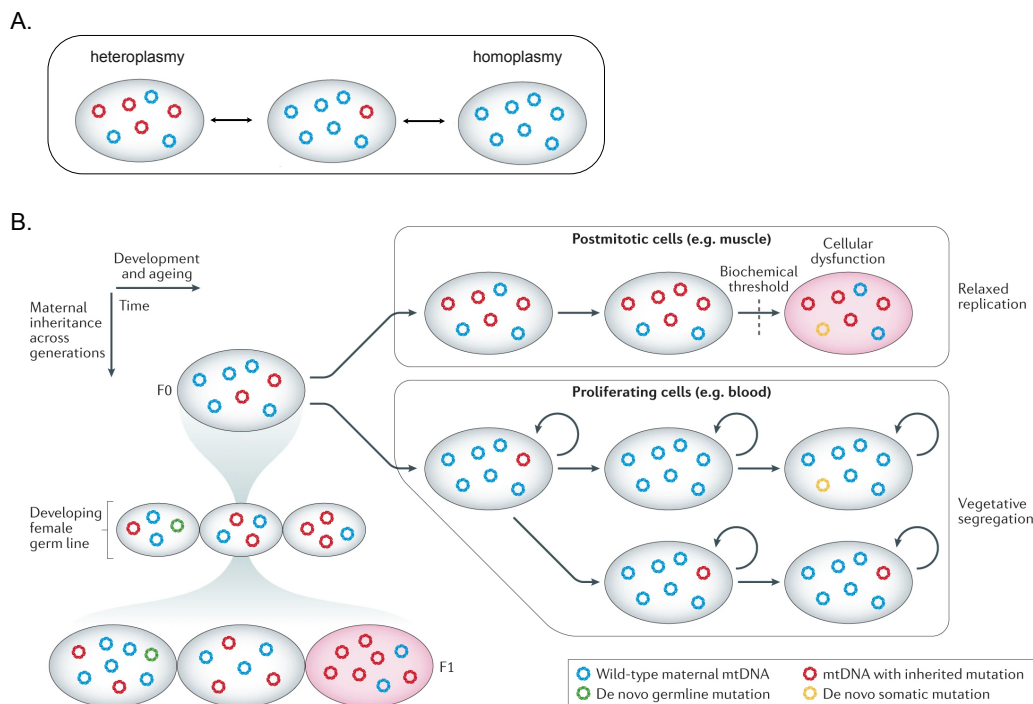 A.
heteroplasmy
homoplasmy
B.
Development
and ageing
Time
Maternal
inheritance
across
generations
F0
Postmitotic cells (e.g. muscle)
Biochemical
threshold
Cellular
dysfunction
Relaxed
replication
Proliferating cells (e.g. blood)
Vegetative
segregation
Developing
female
germ line
F1
Wild-type maternal mtDNA
mtDNA with inherited mutation
De novo germline mutation
De novo somatic mutation